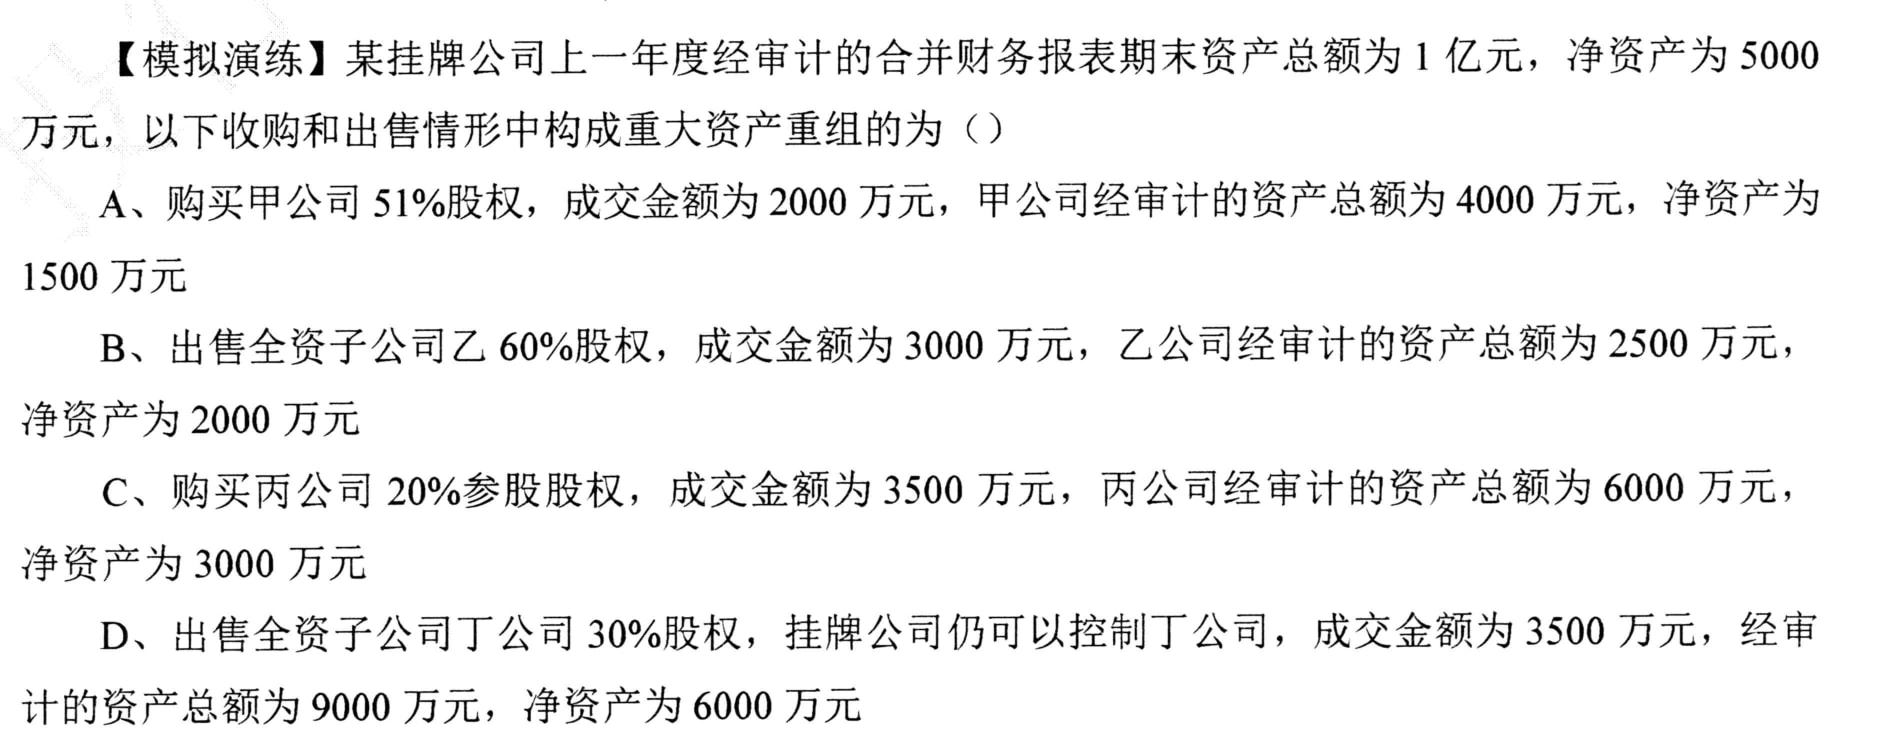 【模拟演练】某挂牌公司上一年度经审计的合并财务报表期末资产总额为 1 亿元，净资产为 5000
万元，以下收购和出售情形中构成重大资产重组的为（）
A、购买甲公司 51%股权，成交金额为 2000 万元，甲公司经审计的资产总额为 4000 万元，净资产为
1500 万元
B、出售全资子公司乙 60%股权，成交金额为 3000 万元，乙公司经审计的资产总额为 2500 万元，
净资产为 2000 万元
C、购买丙公司 20%参股股权，成交金额为 3500 万元，丙公司经审计的资产总额为 6000 万元，
净资产为 3000 万元
D、出售全资子公司丁公司 30%股权，挂牌公司仍可以控制丁公司，成交金额为 3500 万元，经审
计的资产总额为 9000 万元，净资产为 6000 万元